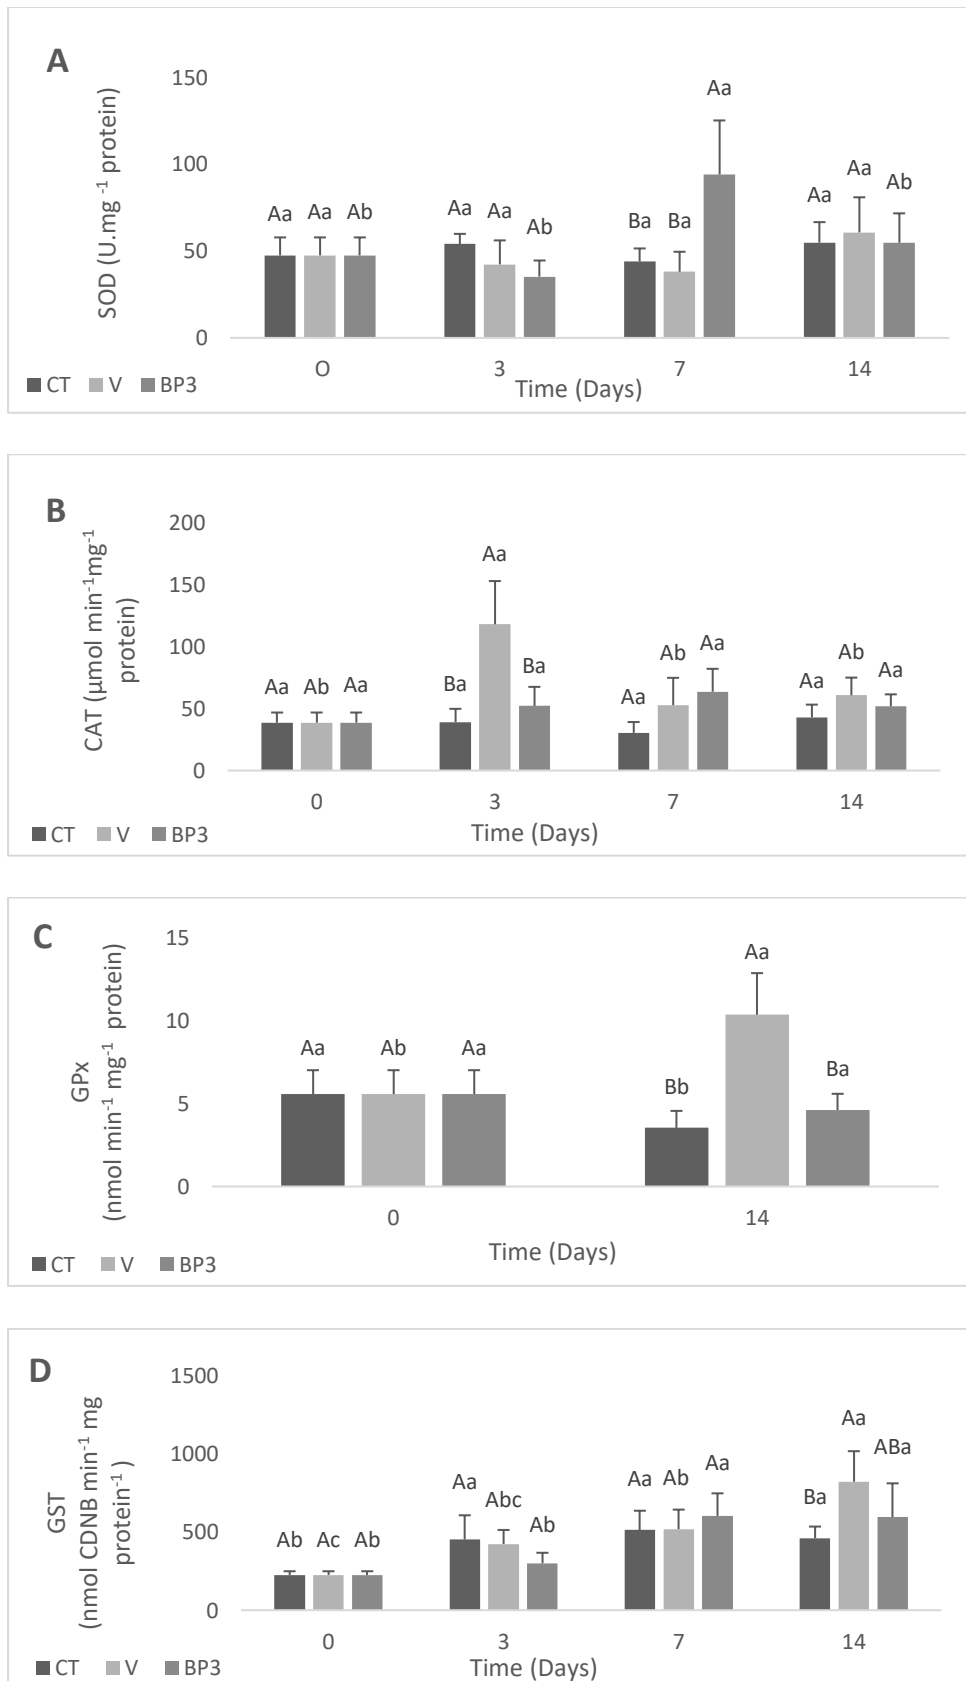 A
SOD (U.mg⁻¹ protein)
150
100
50
0
Aa Aa Ab
Aa Aa Ab
Ba Ba Aa
Aa Aa Ab
O 3 7 14
Time (Days)
CT V BP3
B
CAT (µmol min⁻¹mg⁻¹
protein)
200
150
100
50
0
Aa Ab Aa
Ba Aa Ba
Aa Ab Aa
Aa Ab Aa
0 3 7 14
Time (Days)
CT V BP3
C
GPx
(nmol min⁻¹ mg⁻¹ protein)
15
10
5
0
Aa Ab Aa
Bb Aa Ba
0 14
Time (Days)
CT V BP3
D
GST
(nmol CDNB min⁻¹ mg
protein⁻¹ )
1500
1000
500
0
Ab Ac Ab
Aa Abc Ab
Aa Ab Aa
Ba Aa ABa
0 3 7 14
Time (Days)
CT V BP3